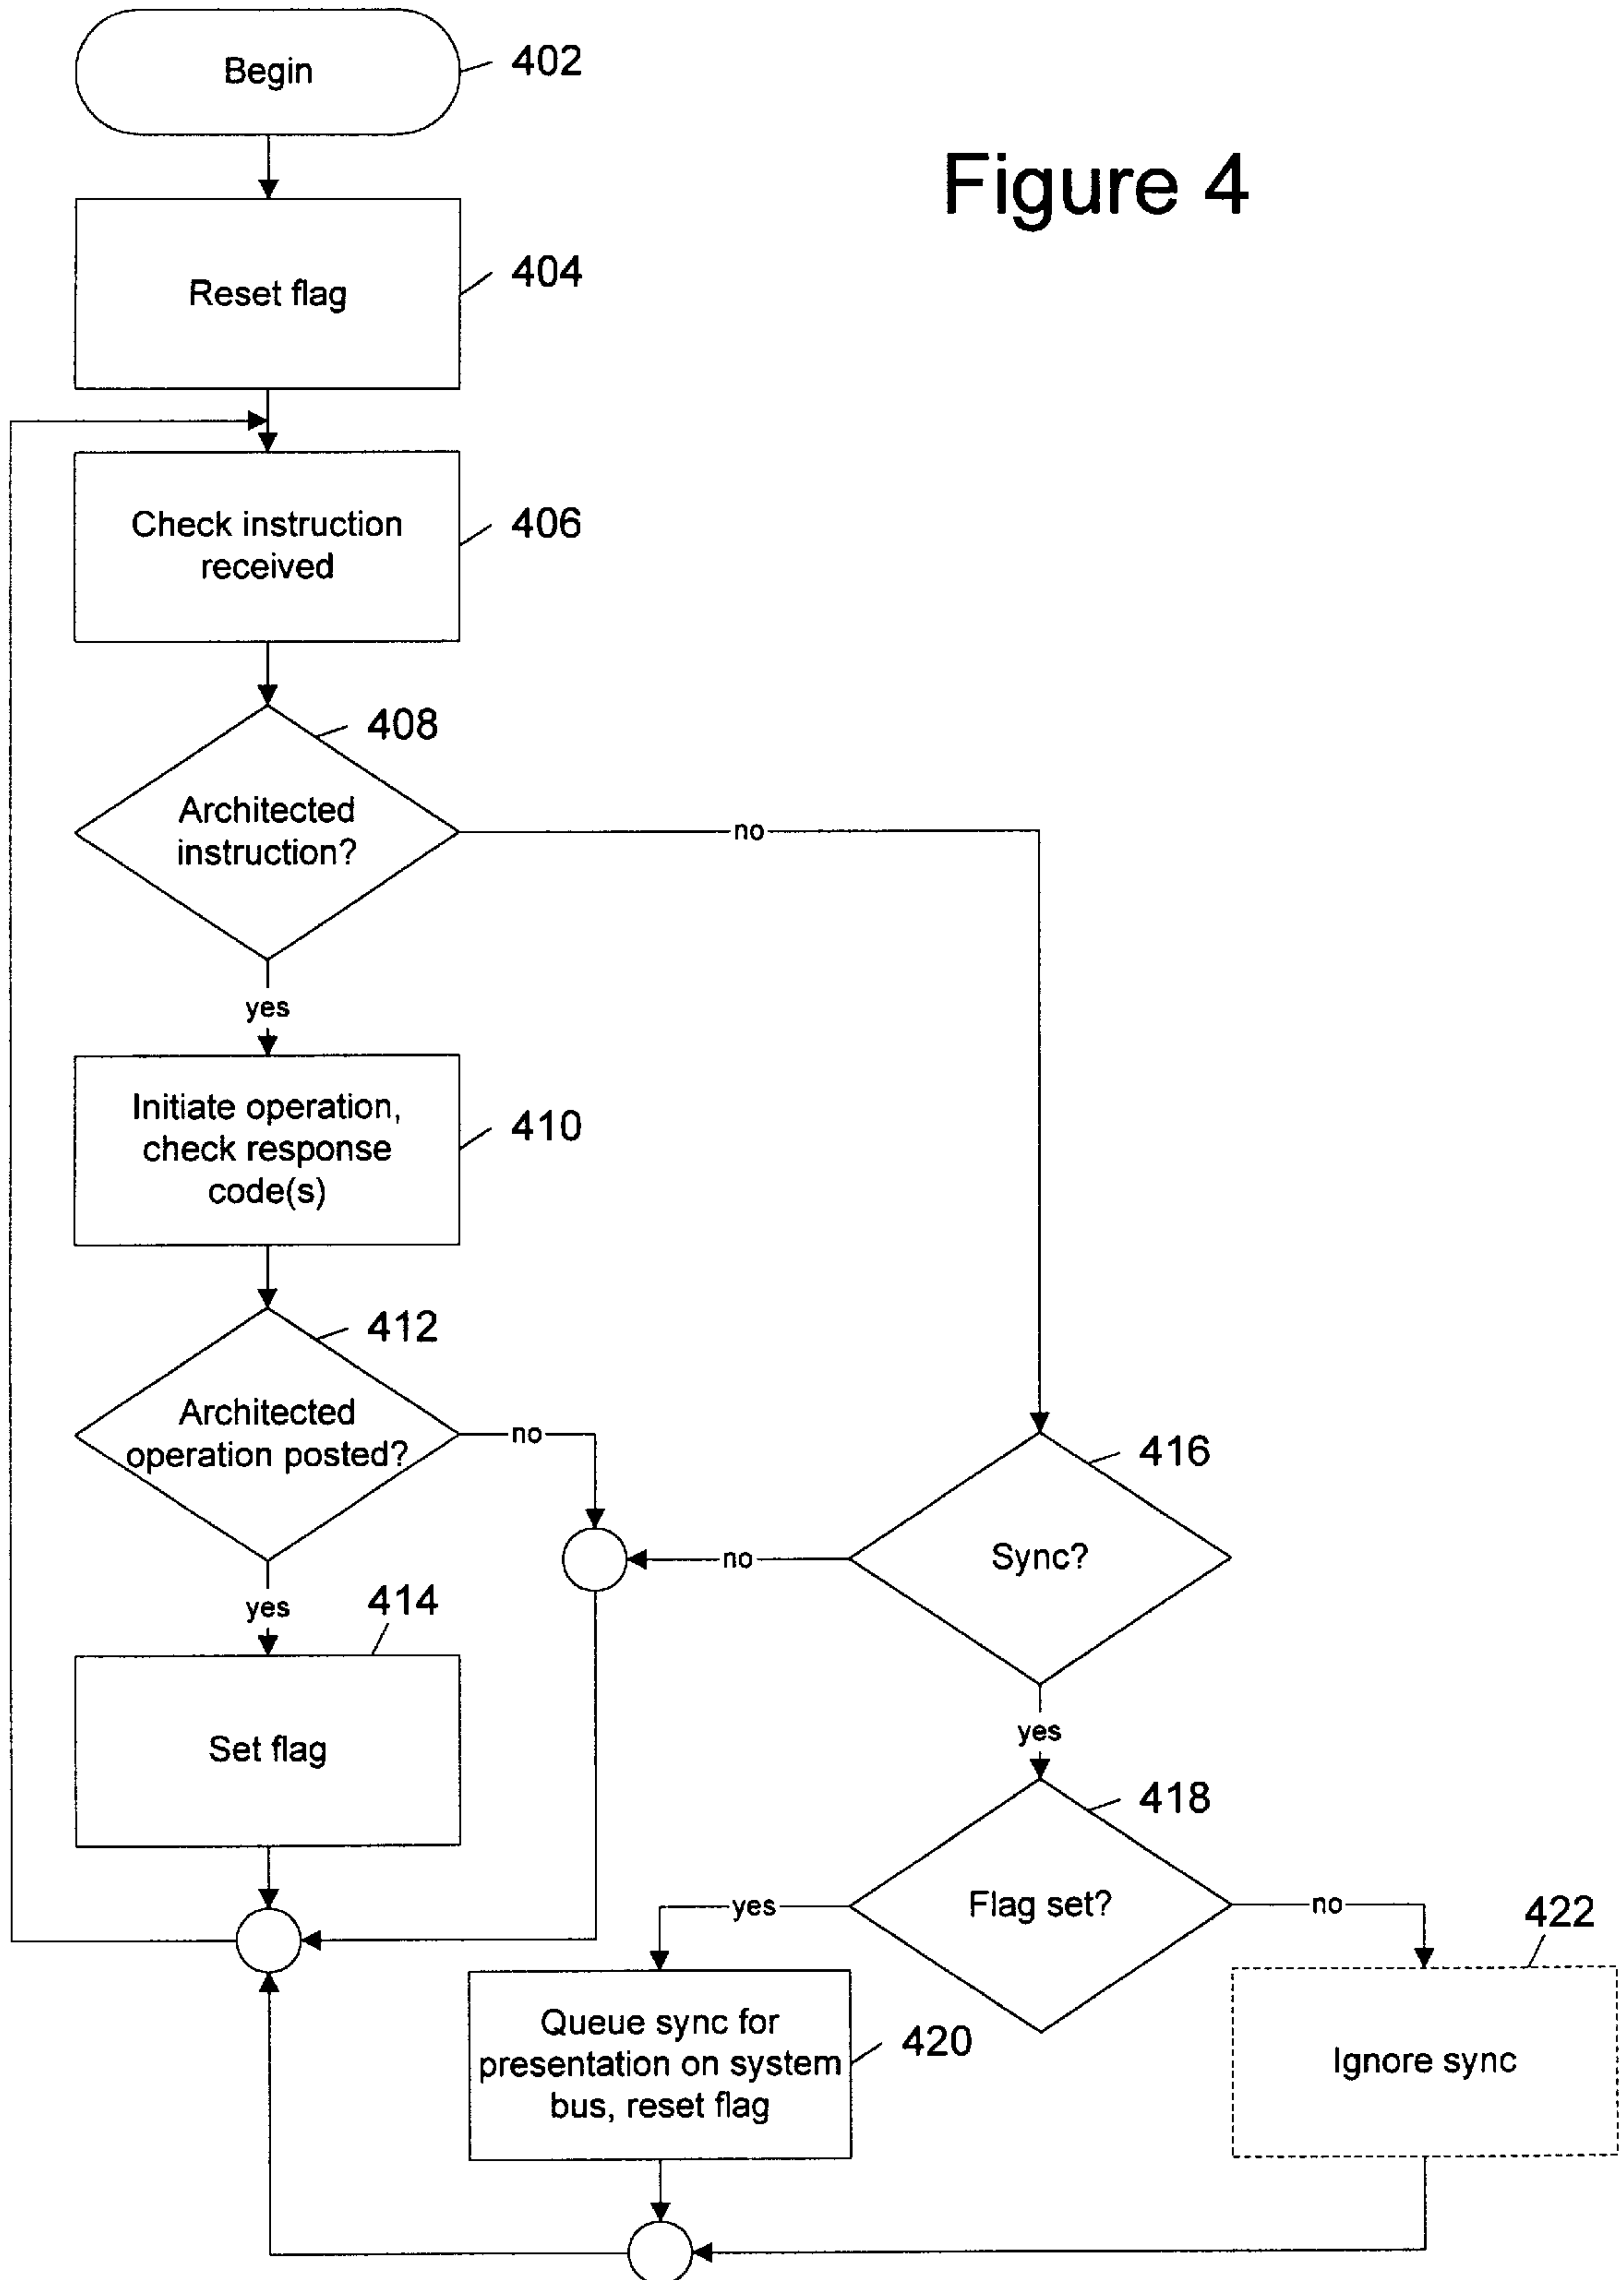 Begin
402
Figure 4
Reset flag
404
Check instruction
received
406
408
Architected
instruction?
no
yes
Initiate operation,
check response
code(s)
410
412
Architected
operation posted?
no
416
Sync?
no
yes
414
Set flag
yes
418
Flag set?
yes
no
422
Queue sync for
presentation on system
bus, reset flag
420
Ignore sync